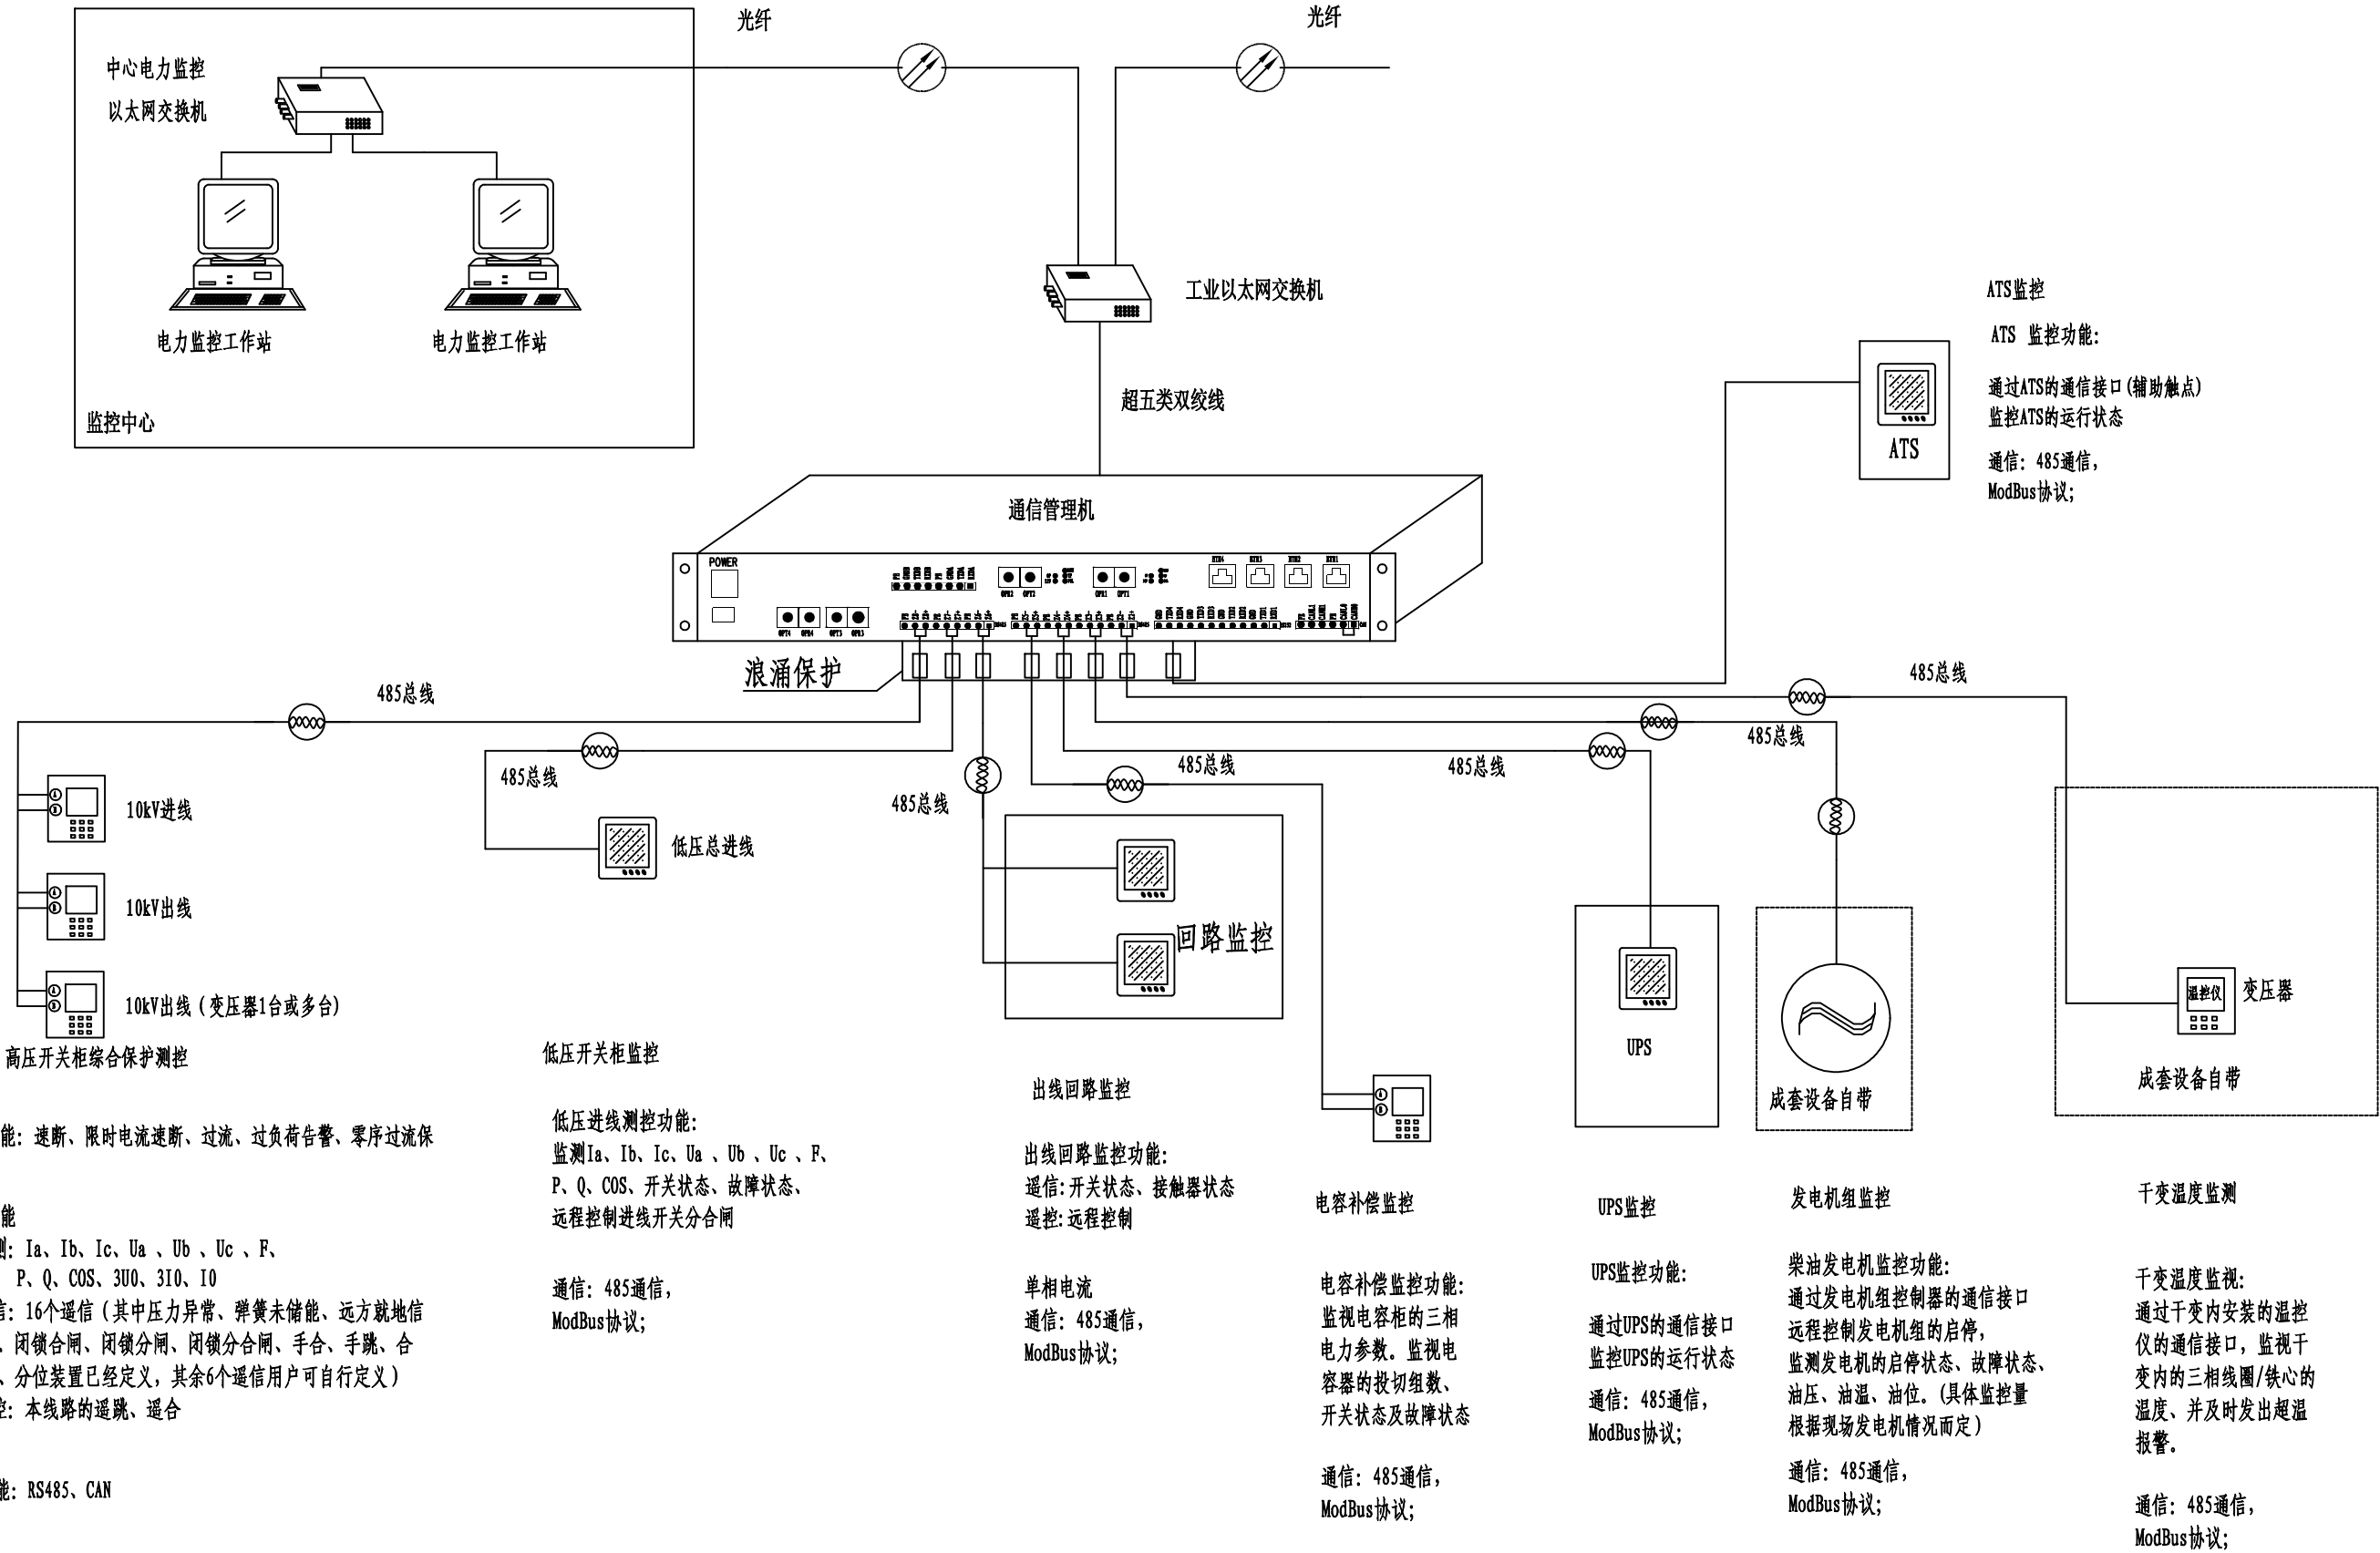 光纤
光纤
中心电力监控
以太网交换机
电力监控工作站
电力监控工作站
监控中心
工业以太网交换机
超五类双绞线
ATS监控
ATS 监控功能:
通过ATS的通信接口(辅助触点)
监控ATS的运行状态
通信: 485通信,
ModBus协议;
ATS
通信管理机
POWER
ETH4
ETH3
ETH2
ETH1
OPR2
OPT2
OPR1
OPT1
OPT4
OPR4
OPT3
OPR3
浪涌保护
485总线
485总线
485总线
485总线
485总线
485总线
485总线
10kV进线
10kV出线
10kV出线(变压器1台或多台)
A
B
A
B
A
B
低压总进线
回路监控
A
B
UPS
成套设备自带
温控仪
变压器
成套设备自带
高压开关柜综合保护测控
能: 速断、限时电流速断、过流、过负荷告警、零序过流保
能
测: Ia、Ib、Ic、Ua 、Ub 、Uc 、F、
P、Q、COS、3U0、3I0、I0
信: 16个遥信(其中压力异常、弹簧未储能、远方就地信
、闭锁合闸、闭锁分闸、闭锁分合闸、手合、手跳、合
、分位装置已经定义, 其余6个遥信用户可自行定义)
控: 本线路的遥跳、遥合
能: RS485、CAN
低压开关柜监控
低压进线测控功能:
监测Ia、Ib、Ic、Ua 、Ub 、Uc 、F、
P、Q、COS、开关状态、故障状态、
远程控制进线开关分合闸
通信: 485通信,
ModBus协议;
出线回路监控
出线回路监控功能:
遥信:开关状态、接触器状态
遥控:远程控制
单相电流
通信: 485通信,
ModBus协议;
电容补偿监控
电容补偿监控功能:
监视电容柜的三相
电力参数。监视电
容器的投切组数、
开关状态及故障状态
通信: 485通信,
ModBus协议;
UPS监控
UPS监控功能:
通过UPS的通信接口
监控UPS的运行状态
通信: 485通信,
ModBus协议;
发电机组监控
柴油发电机监控功能:
通过发电机组控制器的通信接口
远程控制发电机组的启停,
监测发电机的启停状态、故障状态、
油压、油温、油位。(具体监控量
根据现场发电机情况而定)
通信: 485通信,
ModBus协议;
干变温度监测
干变温度监视:
通过干变内安装的温控
仪的通信接口, 监视干
变内的三相线圈/铁心的
温度、并及时发出超温
报警。
通信: 485通信,
ModBus协议;